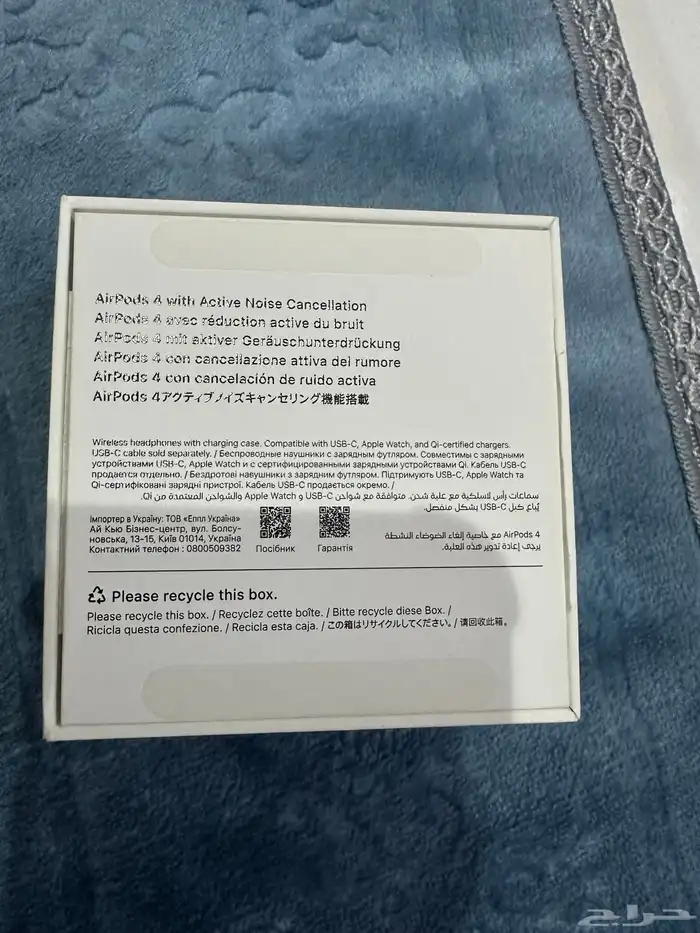 AirPods 4 with Active Noise Cancellation
AirPods 4 avec réduction active du bruit
AirPods 4 mit aktiver Geräuschunterdrückung
AirPods 4 con cancellazione attiva del rumore
AirPods 4 con cancelación de ruido activa
AirPods 4アクティブノイズキャンセリング機能搭載
Wireless headphones with charging case. Compatible with USB-C, Apple Watch, and Qi-certified chargers.
USB-C cable sold separately. / Беспроводные наушники с зарядным футляром. Совместимы с зарядными
устройствами USB-C, Apple Watch и с сертифицированными зарядными устройствами Qi. Кабель USB-C
продается отдельно. / Бездротові навушники з зарядним футляром. Підтримують USB-C, Apple Watch та
Qi-сертифіковані зарядні пристрої. Кабель USB-C продається окремо. /
سماعات رأس لاسلكية مع علبة شحن. متوافقة مع شواحن USB-C و Apple Watch والشواحن المعتمدة من Qi.
يُباع كبل USB-C بشكل منفصل.
Імпортер в Україну: ТОВ «Еппл Україна»
Ай Кью Бізнес-центр, вул. Болсу-
новська, 13-15, Київ 01014, Україна
Контактний телефон : 0800509382
Посібник
Гарантія
AirPods 4 مع خاصية إلغاء الضوضاء النشطة
يرجى إعادة تدوير هذه العلبة.
Please recycle this box.
Please recycle this box. / Recyclez cette boîte. / Bitte recycle diese Box. /
Ricicla questa confezione. / Recicla esta caja. / この箱はリサイクルしてください。/ 请回收此箱。
حراج